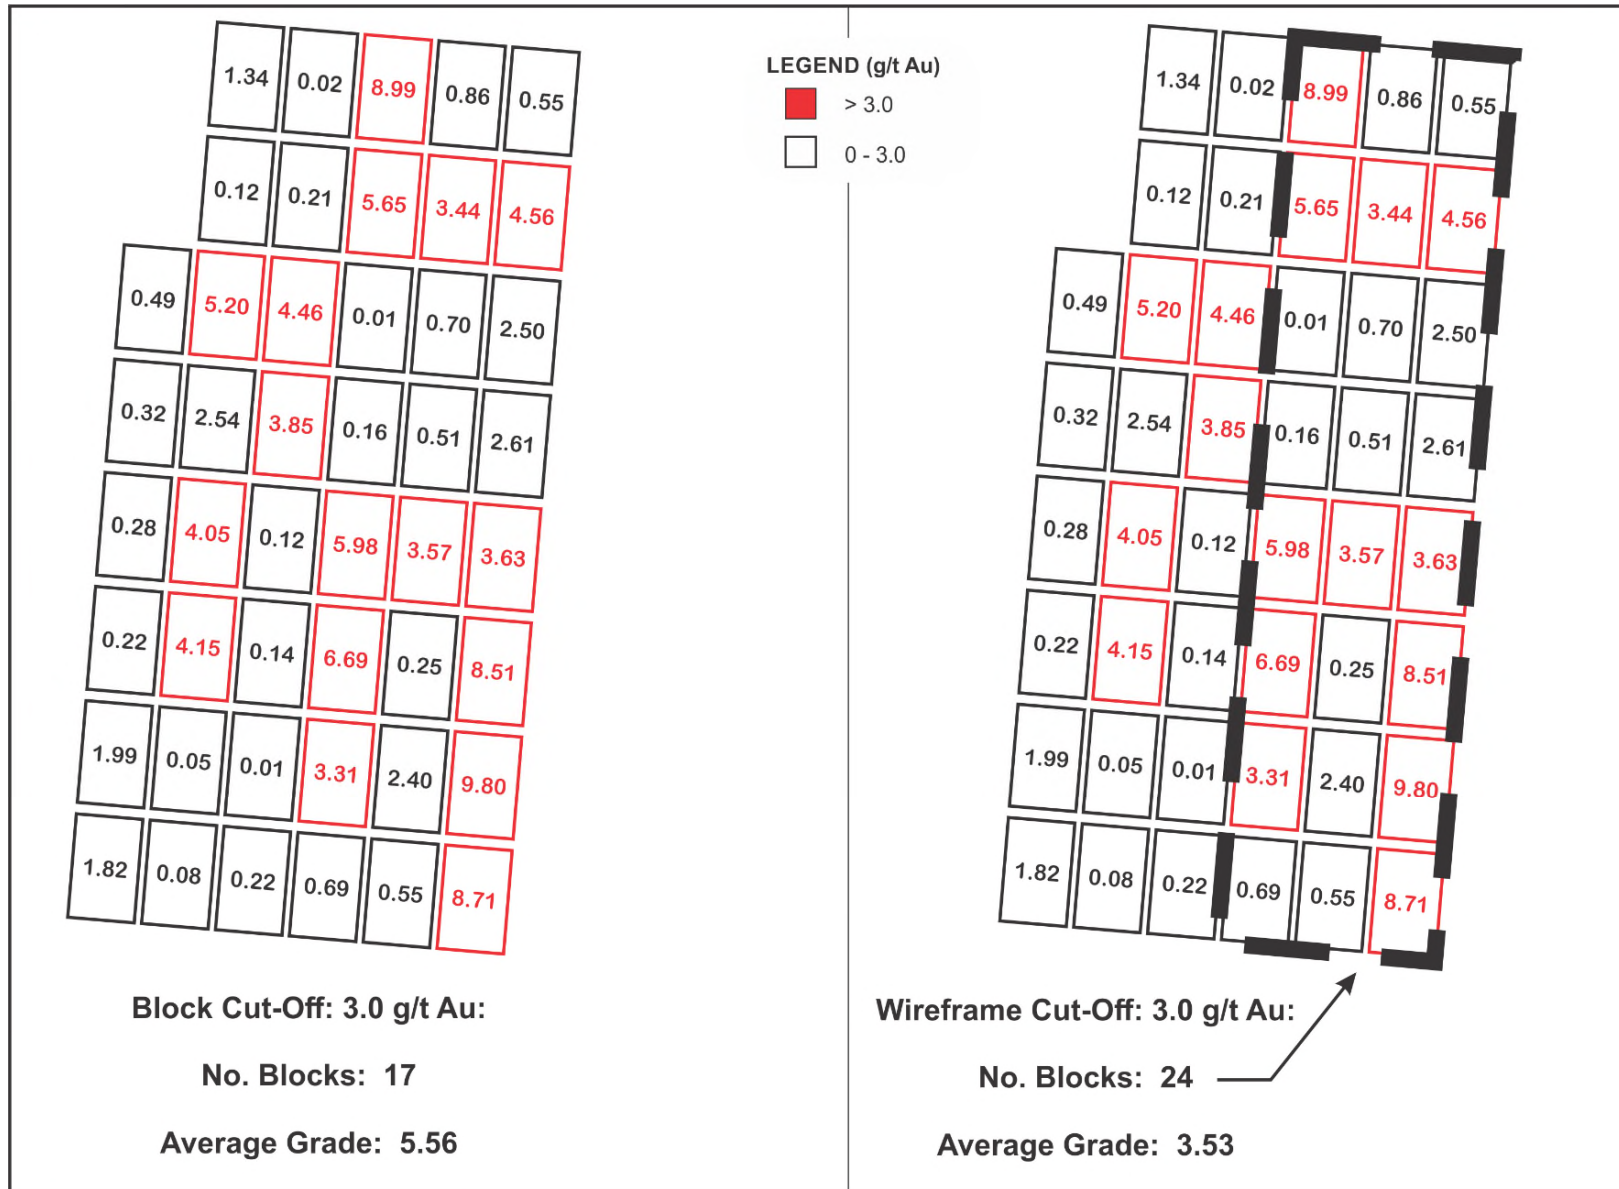 1.34 0.02 8.99 0.86 0.55
0.12 0.21 5.65 3.44 4.56
0.49 5.20 4.46 0.01 0.70 2.50
0.32 2.54 3.85 0.16 0.51 2.61
0.28 4.05 0.12 5.98 3.57 3.63
0.22 4.15 0.14 6.69 0.25 8.51
1.99 0.05 0.01 3.31 2.40 9.80
1.82 0.08 0.22 0.69 0.55 8.71
Block Cut-Off: 3.0 g/t Au:
No. Blocks: 17
Average Grade: 5.56
LEGEND (g/t Au)
> 3.0
0 - 3.0
1.34 0.02 8.99 0.86 0.55
0.12 0.21 5.65 3.44 4.56
0.49 5.20 4.46 0.01 0.70 2.50
0.32 2.54 3.85 0.16 0.51 2.61
0.28 4.05 0.12 5.98 3.57 3.63
0.22 4.15 0.14 6.69 0.25 8.51
1.99 0.05 0.01 3.31 2.40 9.80
1.82 0.08 0.22 0.69 0.55 8.71
Wireframe Cut-Off: 3.0 g/t Au:
No. Blocks: 24
Average Grade: 3.53